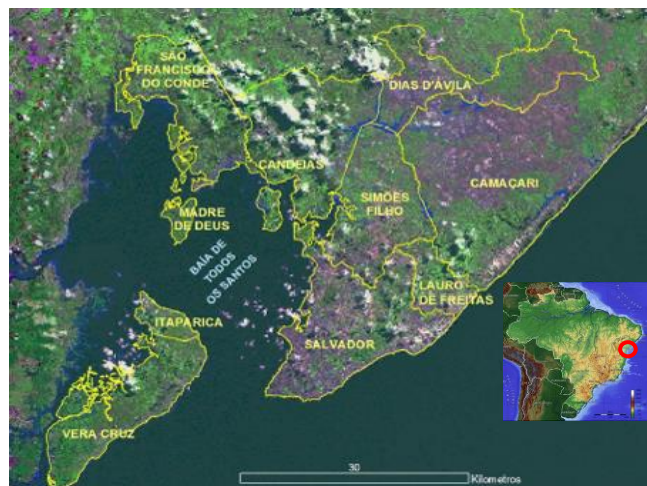 SÃO
FRANCISCO
DO CONDE
DIAS D'ÁVILA
CANDEIAS
CAMAÇARI
SIMÕES
FILHO
MADRE
DE DEUS
BAÍA DE
TODOS
OS SANTOS
LAURO
DE FREITAS
ITAPARICA
SALVADOR
VERA CRUZ
30
Kilometros